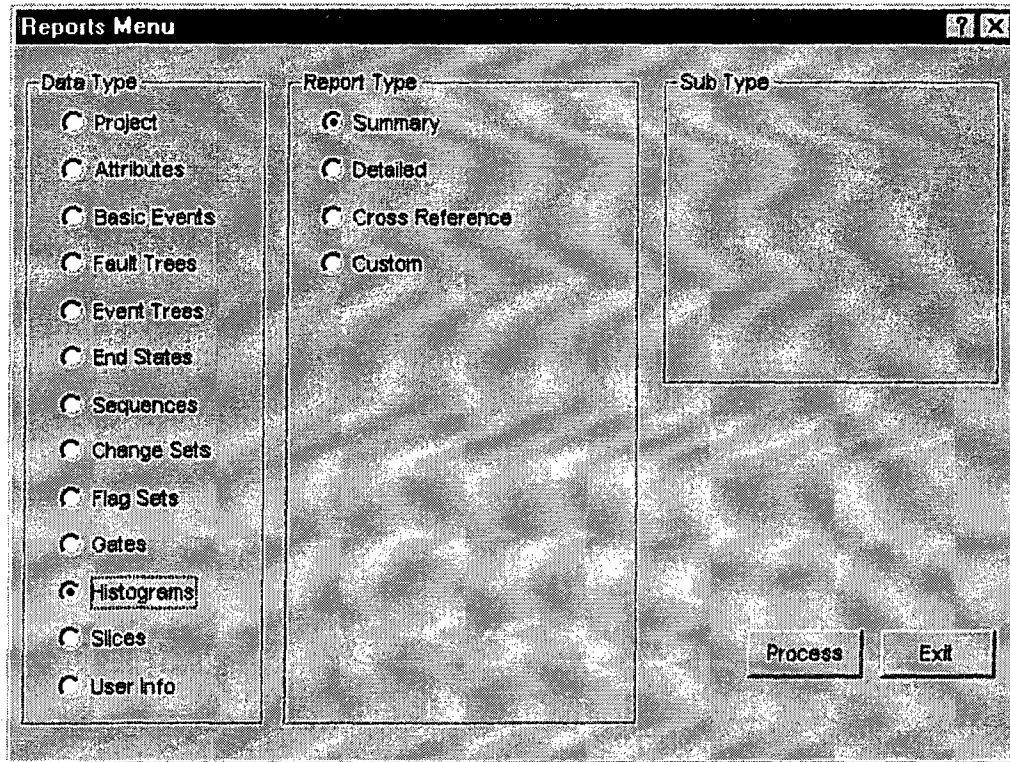 Reports Menu
Data Type
Project
Attributes
Basic Events
Fault Trees
Event Trees
End States
Sequences
Change Sets
Flag Sets
Gates
Histograms
Slices
User Info
Report Type
Summary
Detailed
Cross Reference
Custom
Sub Type
Process
Exit